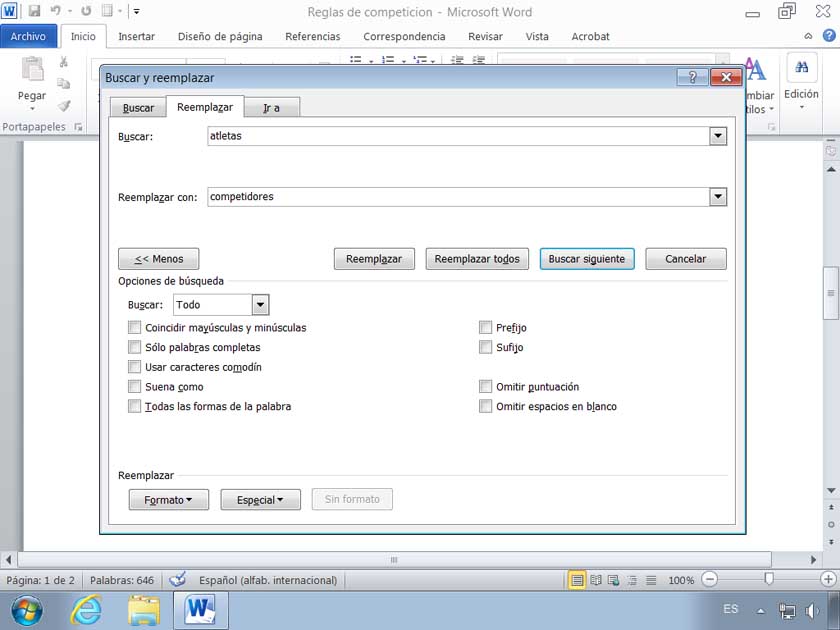 Reglas de competicion - Microsoft Word
Archivo Inicio Insertar Diseño de página Referencias Correspondencia Revisar Vista Acrobat
Pegar
Portapapeles
Edición
Buscar y reemplazar
Buscar Reemplazar Ir a
Buscar: atletas
Reemplazar con: competidores
<< Menos Reemplazar Reemplazar todos Buscar siguiente Cancelar
Opciones de búsqueda
Buscar: Todo
Coincidir mayúsculas y minúsculas Prefijo
Sólo palabras completas Sufijo
Usar caracteres comodín
Suena como Omitir puntuación
Todas las formas de la palabra Omitir espacios en blanco
Reemplazar
Formato Especial Sin formato
Página: 1 de 2 Palabras: 646 Español (alfab. internacional) 100%
ES